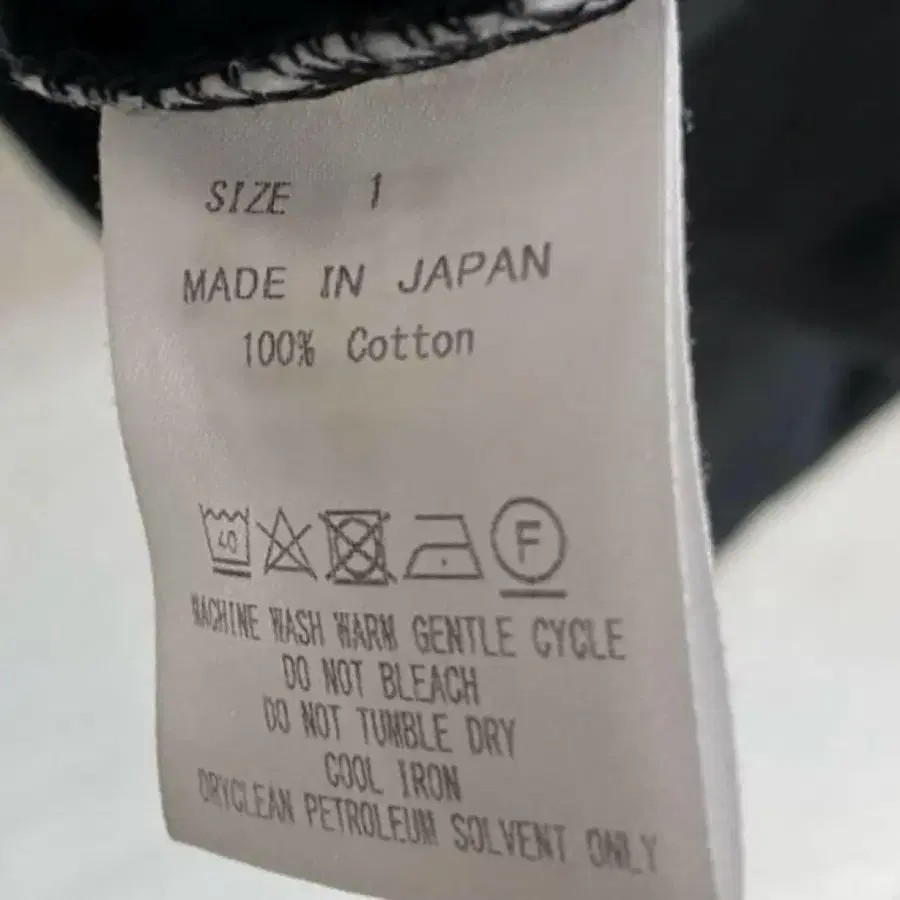 SIZE 1
MADE IN JAPAN
100% Cotton
40 F
MACHINE WASH WARM GENTLE CYCLE
DO NOT BLEACH
DO NOT TUMBLE DRY
COOL IRON
DRYCLEAN PETROLEUM SOLVENT ONLY